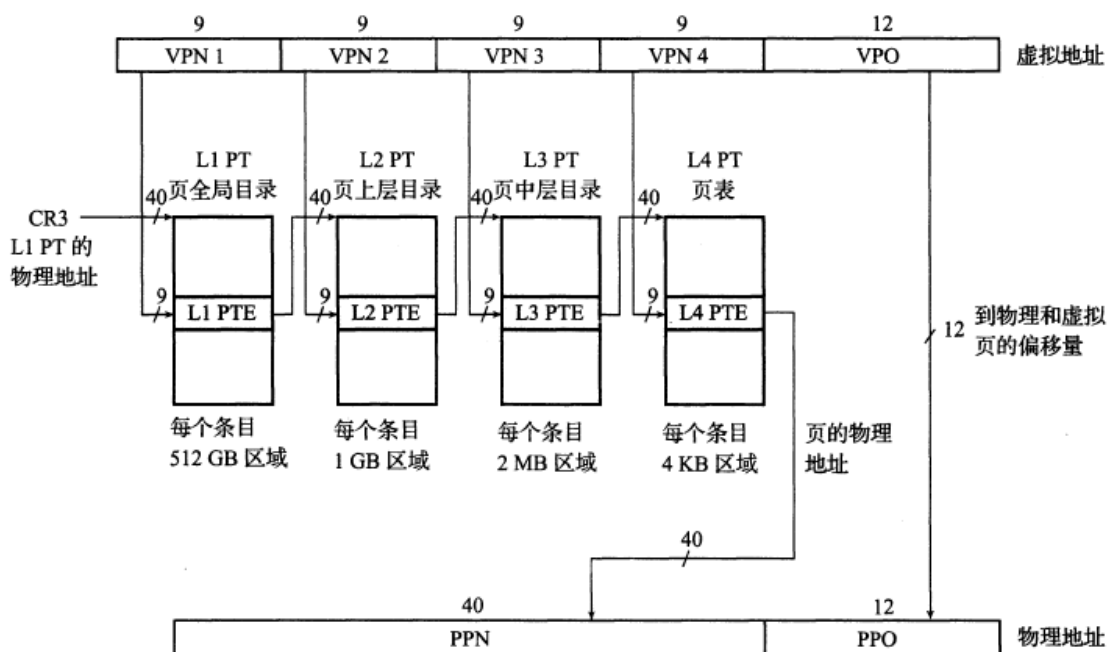 9 9 9 9 12
VPN 1 VPN 2 VPN 3 VPN 4 VPO 虚拟地址
L1 PT L2 PT L3 PT L4 PT
页全局目录 页上层目录 页中层目录 页表
40 40 40 40
CR3
L1 PT 的
物理地址
9 9 9 9
L1 PTE L2 PTE L3 PTE L4 PTE
12 到物理和虚拟
页的偏移量
每个条目 每个条目 每个条目 每个条目 页的物理
512 GB 区域 1 GB 区域 2 MB 区域 4 KB 区域 地址
40
40 12
PPN PPO 物理地址